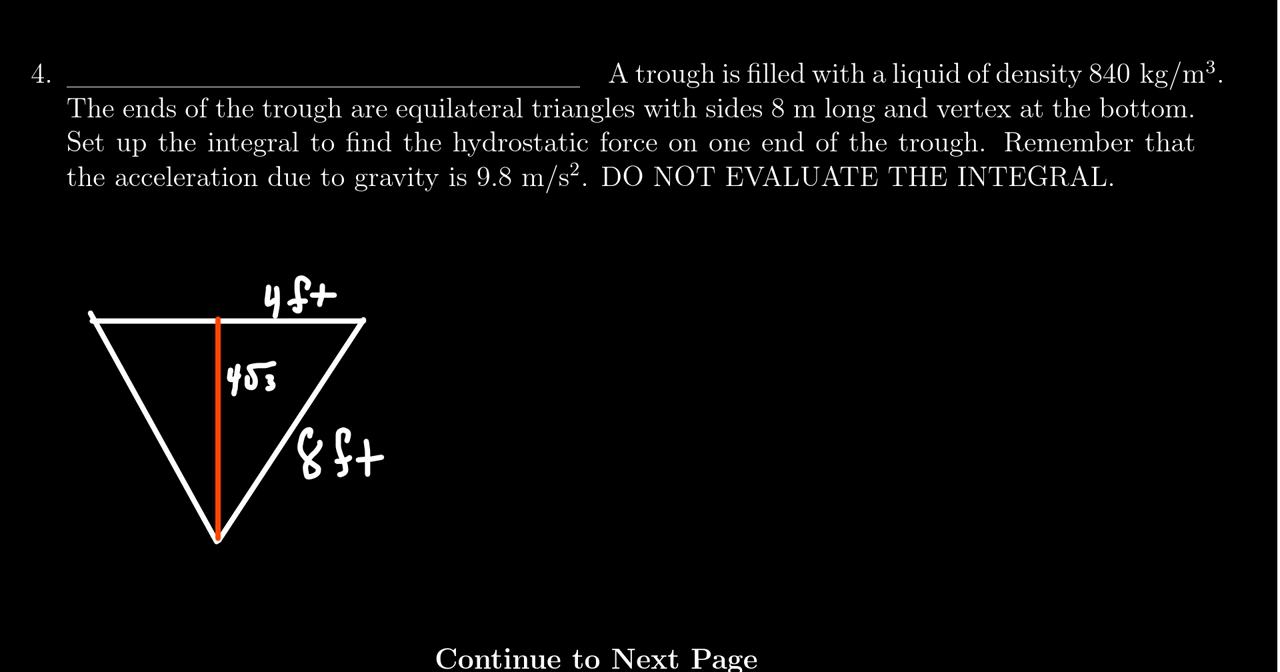 4. ________________ A trough is filled with a liquid of density 840 kg/m³.
The ends of the trough are equilateral triangles with sides 8 m long and vertex at the bottom.
Set up the integral to find the hydrostatic force on one end of the trough. Remember that
the acceleration due to gravity is 9.8 m/s². DO NOT EVALUATE THE INTEGRAL.
4 ft
4√3
8 ft
Continue to Next Page